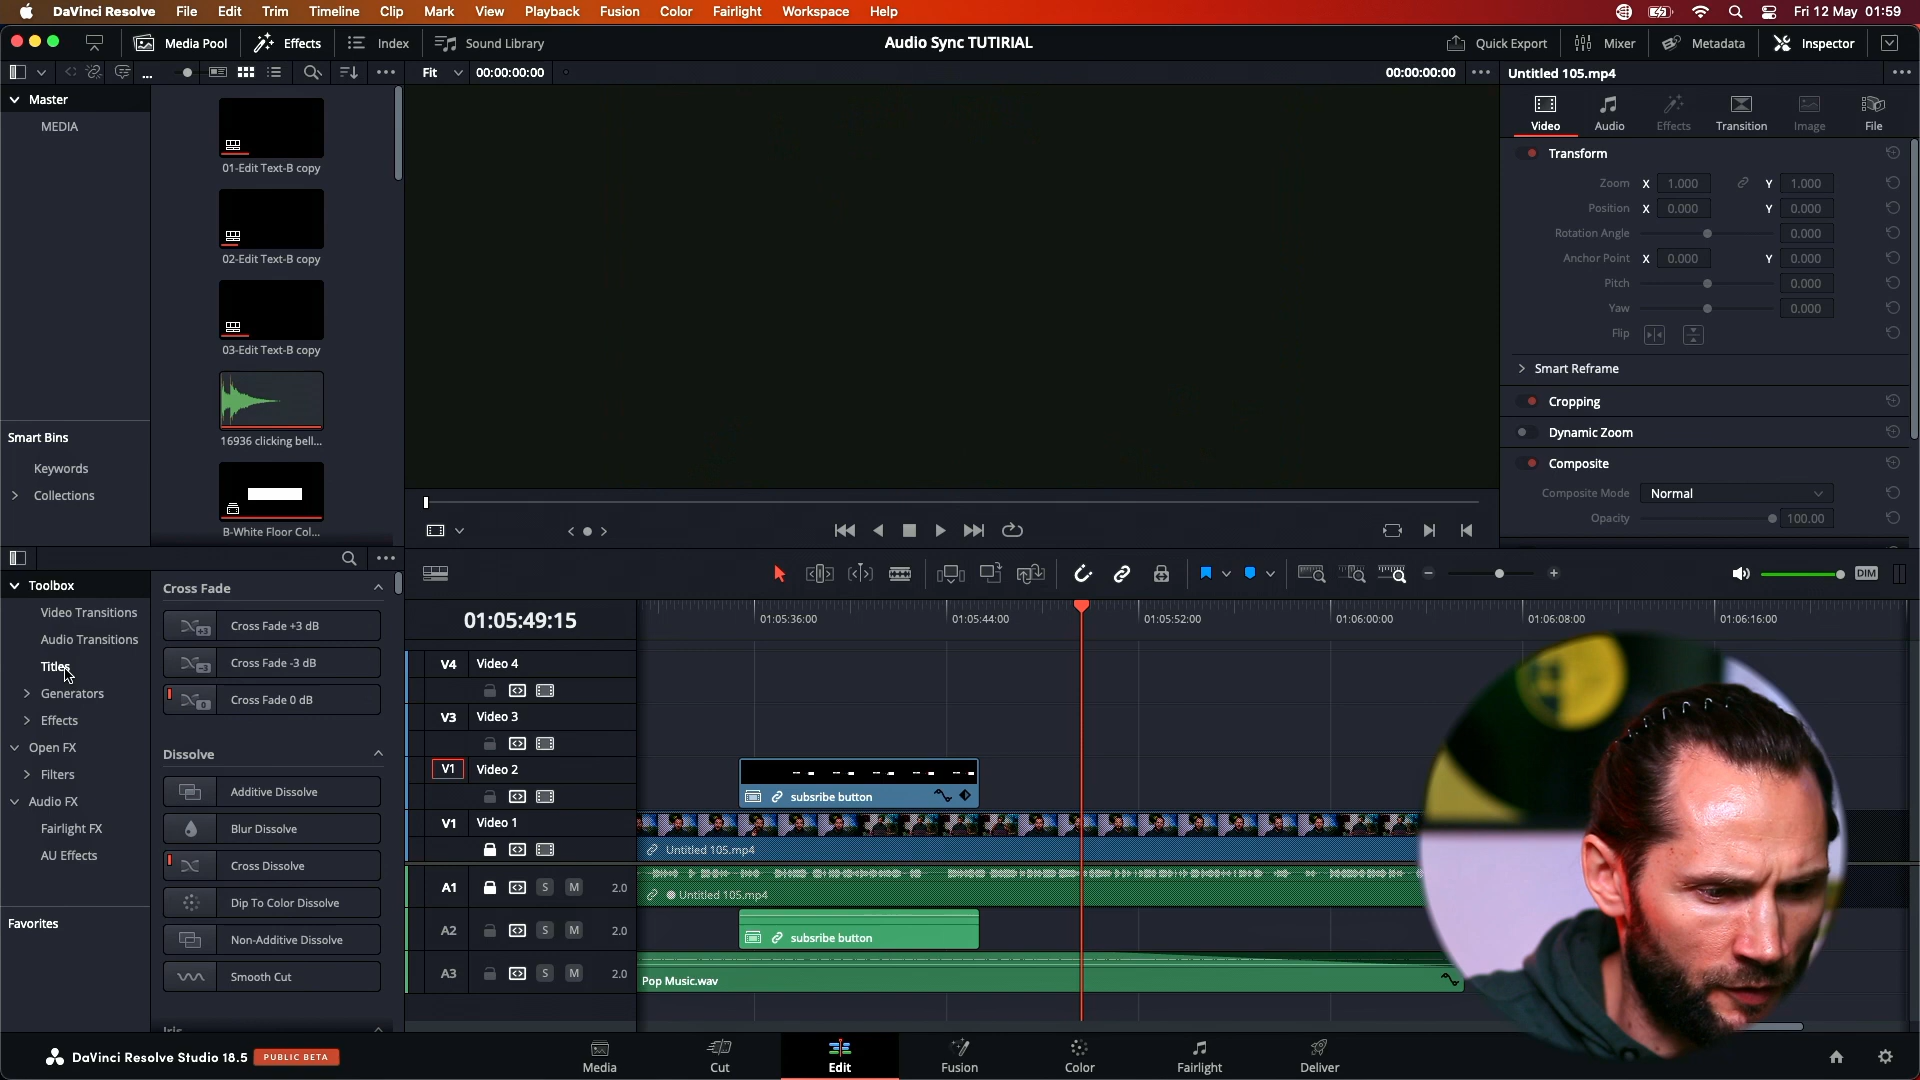 DaVinci Resolve File Edit Trim Timeline Clip Mark View Playback Fusion Color Fairlight Workspace Help Fri 12 May 01:59
Media Pool Effects Index Sound Library Audio Sync TUTIRIAL Quick Export Mixer Metadata Inspector
... Fit 00:00:00:00 00:00:00:00 Untitled 105.mp4
Master
MEDIA
01-Edit Text-B copy
02-Edit Text-B copy
03-Edit Text-B copy
16936 clicking bell...
B-White Floor Col...
Smart Bins
Keywords
Collections
Video Audio Effects Transition Image File
Transform
Zoom X 1.000 Y 1.000
Position X 0.000 Y 0.000
Rotation Angle 0.000
Anchor Point X 0.000 Y 0.000
Pitch 0.000
Yaw 0.000
Flip
Smart Reframe
Cropping
Dynamic Zoom
Composite
Composite Mode Normal
Opacity 100.00
Toolbox
Video Transitions
Audio Transitions
Titles
Generators
Effects
Open FX
Filters
Audio FX
Fairlight FX
AU Effects
Favorites
Cross Fade
+3 Cross Fade +3 dB
-3 Cross Fade -3 dB
0 Cross Fade 0 dB
Dissolve
Additive Dissolve
Blur Dissolve
Cross Dissolve
Dip To Color Dissolve
Non-Additive Dissolve
Smooth Cut
Iris
DIM
01:05:49:15 01:05:36:00 01:05:44:00 01:05:52:00 01:06:00:00 01:06:08:00 01:06:16:00
V4 Video 4
V3 Video 3
V1 Video 2
subsribe button
V1 Video 1
Untitled 105.mp4
A1 S M 2.0
Untitled 105.mp4
A2 S M 2.0
subsribe button
A3 S M 2.0
Pop Music.wav
DaVinci Resolve Studio 18.5 PUBLIC BETA
Media Cut Edit Fusion Color Fairlight Deliver